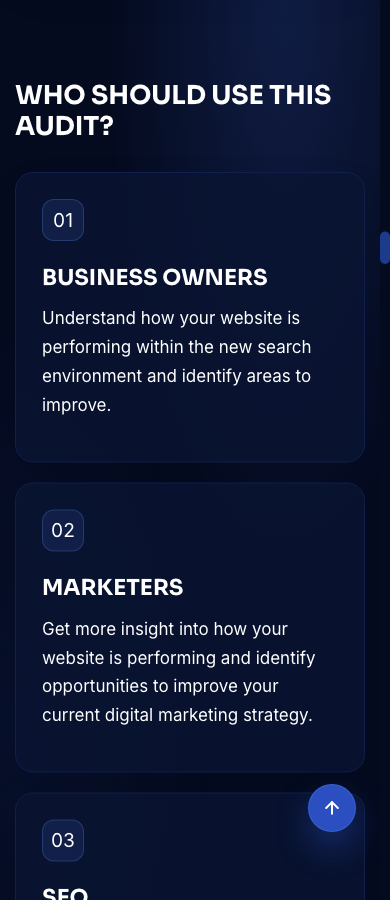 WHO SHOULD USE THIS
AUDIT?
01
BUSINESS OWNERS
Understand how your website is
performing within the new search
environment and identify areas to
improve.
02
MARKETERS
Get more insight into how your
website is performing and identify
opportunities to improve your
current digital marketing strategy.
03
SEO